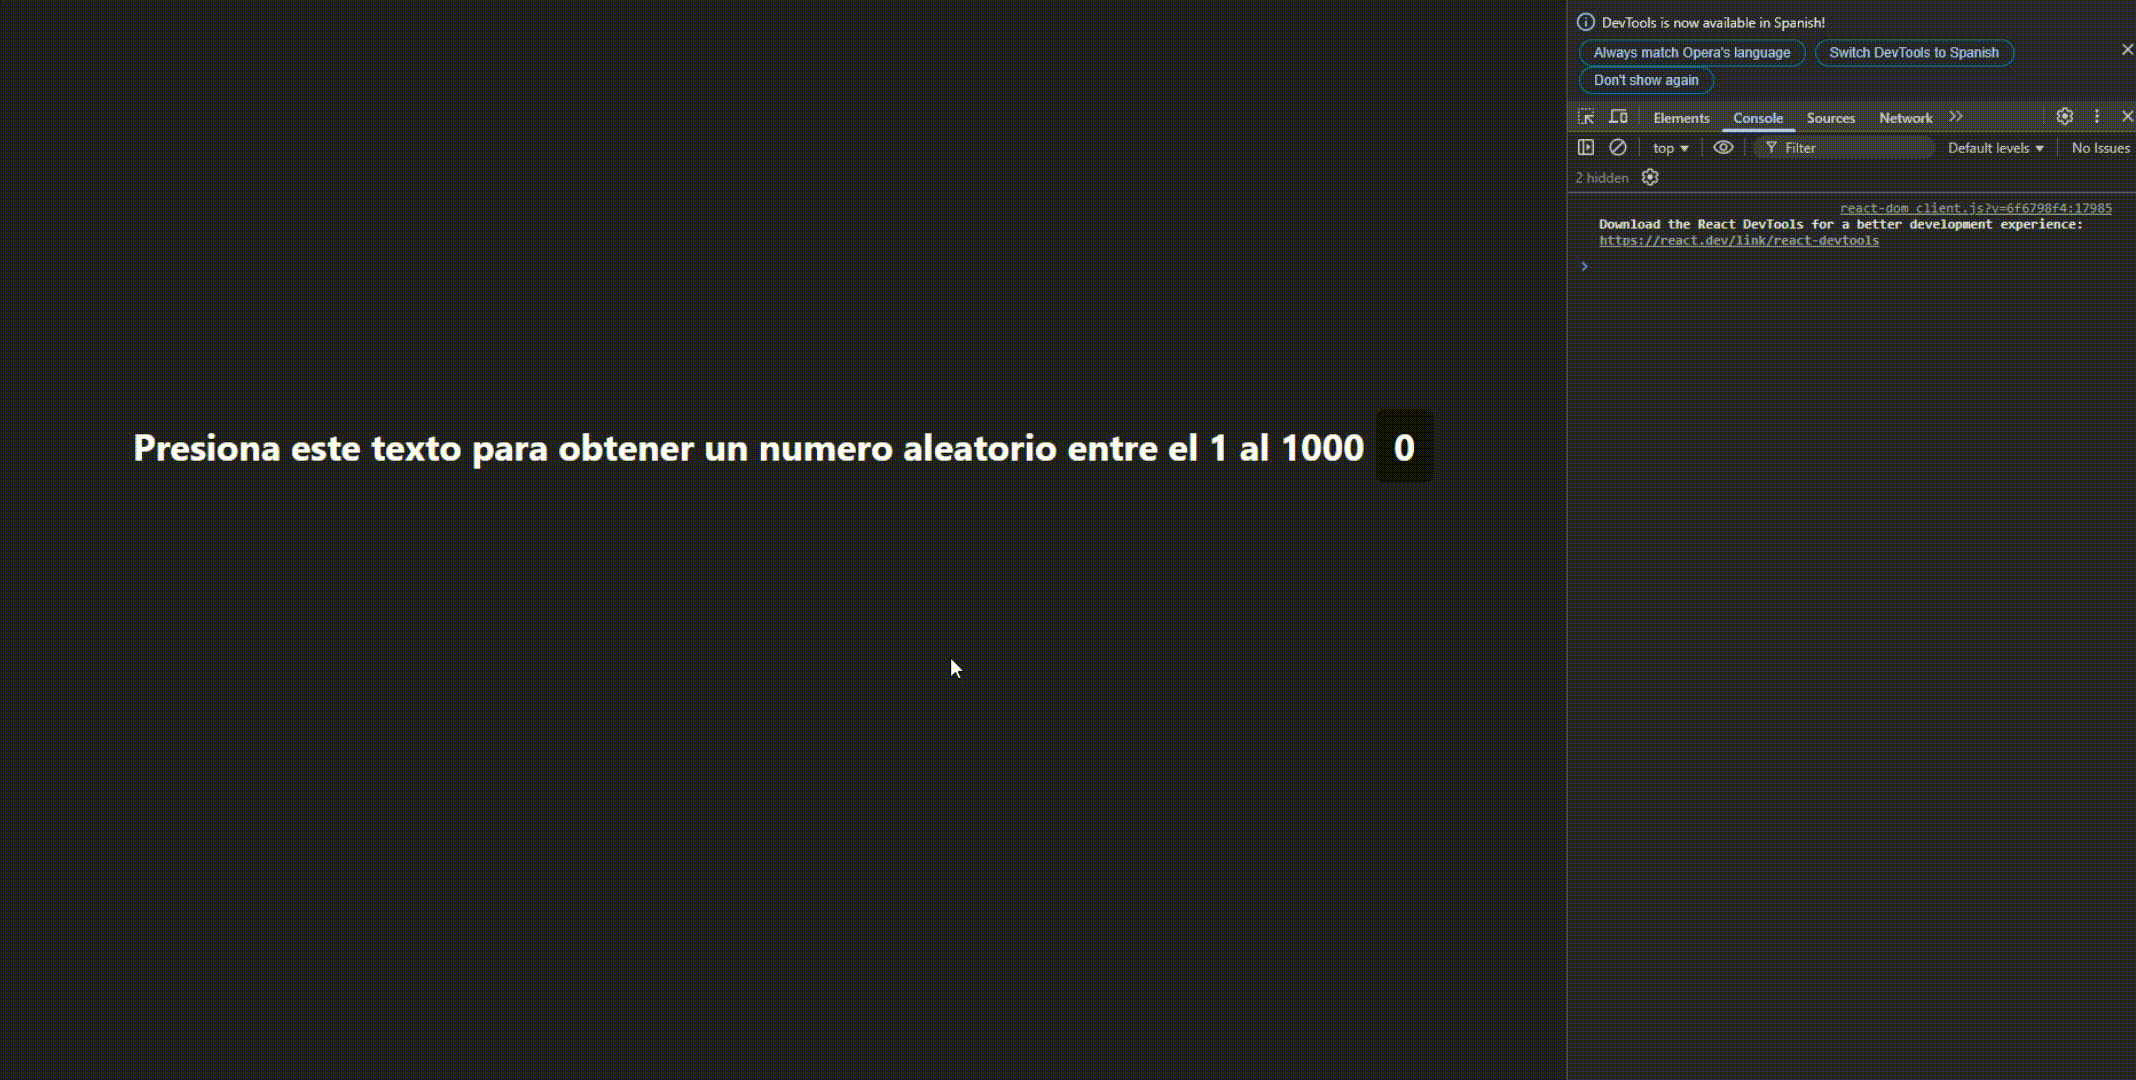 DevTools is now available in Spanish!
Always match Opera's language
Switch DevTools to Spanish
Don't show again
Elements Console Sources Network
top Filter Default levels No Issues
2 hidden
react-dom_client.js?v=6f6798f4:17985
Download the React DevTools for a better development experience:
https://react.dev/link/react-devtools
Presiona este texto para obtener un numero aleatorio entre el 1 al 1000 0